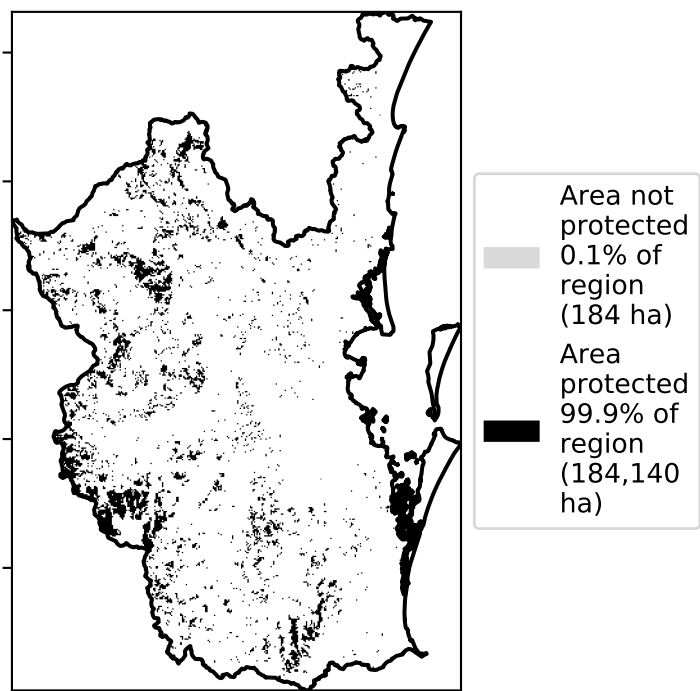 Area not
protected
0.1% of
region
(184 ha)
Area
protected
99.9% of
region
(184,140
ha)